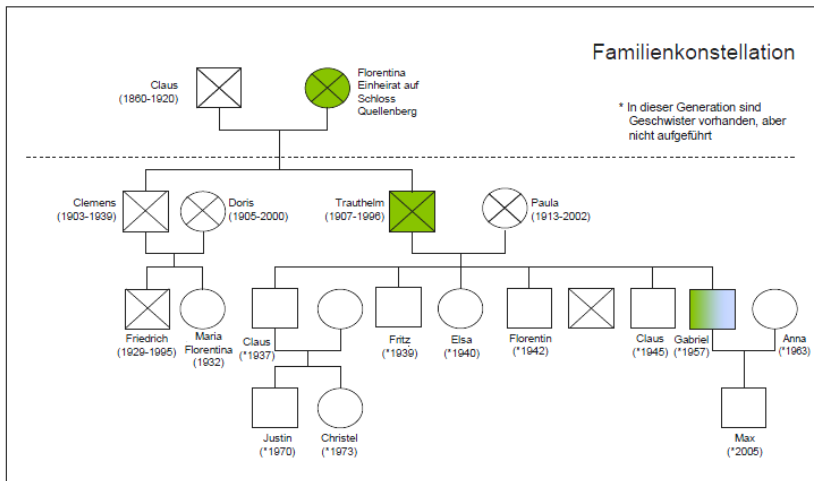 Familienkonstellation
Claus
(1860-1920)
Florentina
Einheirat auf
Schloss
Quellenberg
* In dieser Generation sind
Geschwister vorhanden, aber
nicht aufgeführt
Clemens
(1903-1939)
Doris
(1905-2000)
Trauthelm
(1907-1996)
Paula
(1913-2002)
Friedrich
(1929-1995)
Maria
Florentina
(1932)
Claus
(*1937)
Fritz
(*1939)
Elsa
(*1940)
Florentin
(*1942)
Claus
(*1945)
Gabriel
(*1957)
Anna
(*1963)
Justin
(*1970)
Christel
(*1973)
Max
(*2005)